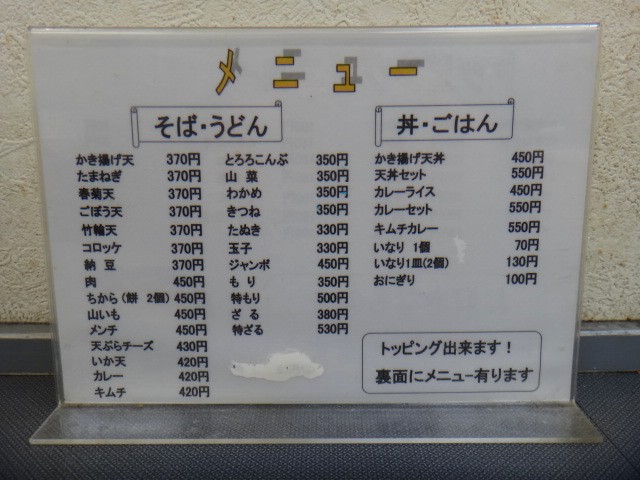 メニュー
そば・うどん
かき揚げ天 370円
たまねぎ 370円
春菊天 370円
ごぼう天 370円
竹輪天 370円
コロッケ 370円
納豆 370円
肉 450円
ちから(餅 2個) 450円
山いも 450円
メンチ 450円
天ぷらチーズ 430円
いか天 420円
カレー 420円
キムチ 420円
とろろこんぶ 350円
山菜 350円
わかめ 350円
きつね 350円
たぬき 330円
玉子 330円
ジャンボ 450円
もり 350円
特もり 500円
ざる 380円
特ざる 530円
丼・ごはん
かき揚げ天丼 450円
天丼セット 550円
カレーライス 450円
カレーセット 550円
キムチカレー 550円
いなり 1個 70円
いなり1皿(2個) 130円
おにぎり 100円
トッピング出来ます!
裏面にメニュー有ります